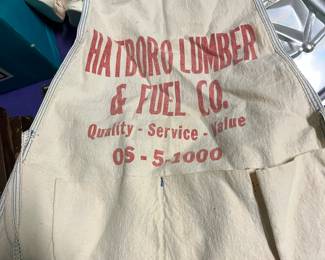 HATBORO LUMBER
& FUEL CO.
Quality - Service - Value
OS - 5-1000